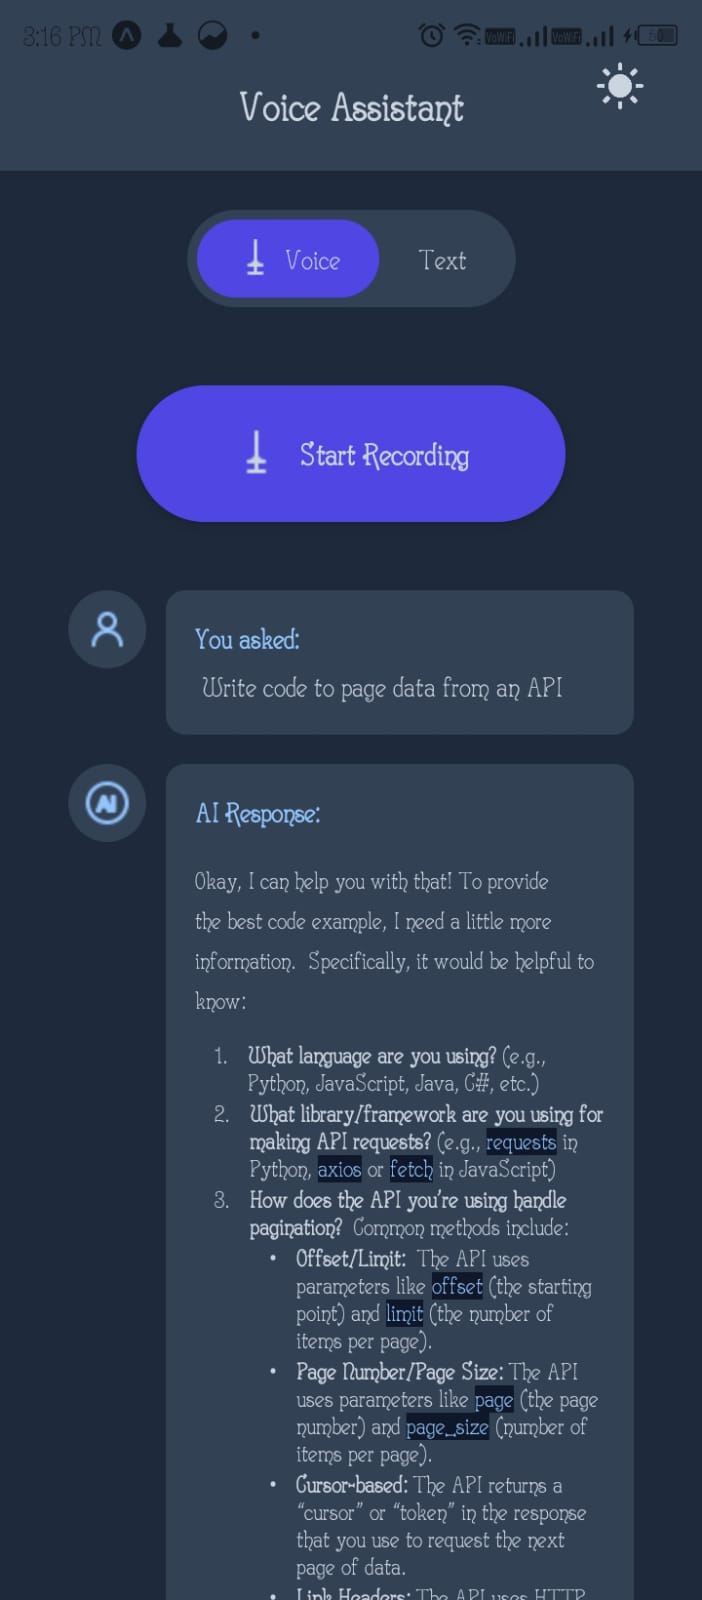 3:16 PM VoWiFi VoWiFi 60
Voice Assistant
Voice Text
Start Recording
You asked:
Write code to page data from an API
AI
AI Response:
Okay, I can help you with that! To provide
the best code example, I need a little more
information. Specifically, it would be helpful to
know:
1. What language are you using? (e.g.,
Python, JavaScript, Java, C#, etc.)
2. What library/framework are you using for
making API requests? (e.g., requests in
Python, axios or fetch in JavaScript)
3. How does the API you're using handle
pagination? Common methods include:
• Offset/Limit: The API uses
parameters like offset (the starting
point) and limit (the number of
items per page).
• Page Number/Page Size: The API
uses parameters like page (the page
number) and page_size (number of
items per page).
• Cursor-based: The API returns a
“cursor” or “token” in the response
that you use to request the next
page of data.
• Link Headers: The API uses HTTP